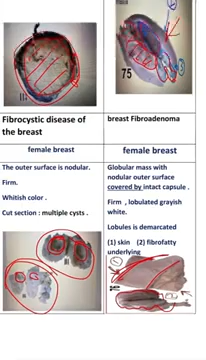 75
Fibrocystic disease of
the breast
breast Fibroadenoma
female breast
female breast
The outer surface is nodular.
Firm.
Whitish color .
Cut section : multiple cysts .
Globular mass with
nodular outer surface
covered by intact capsule .
Firm , lobulated grayish
white.
Lobules is demarcated
(1) skin (2) fibrofatty
underlying